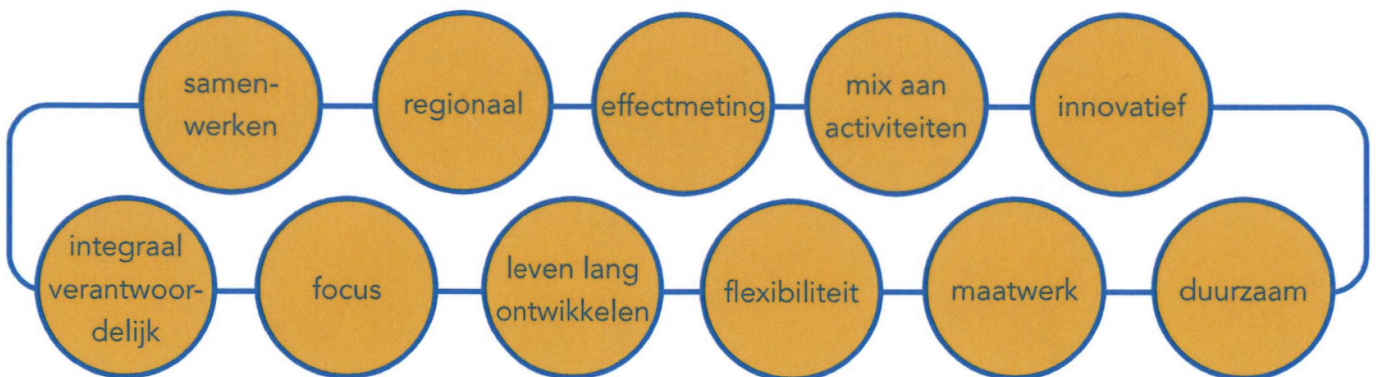 samen-
werken
regionaal
effectmeting
mix aan
activiteiten
innovatief
integraal
verantwoor-
delijk
focus
leven lang
ontwikkelen
flexibiliteit
maatwerk
duurzaam